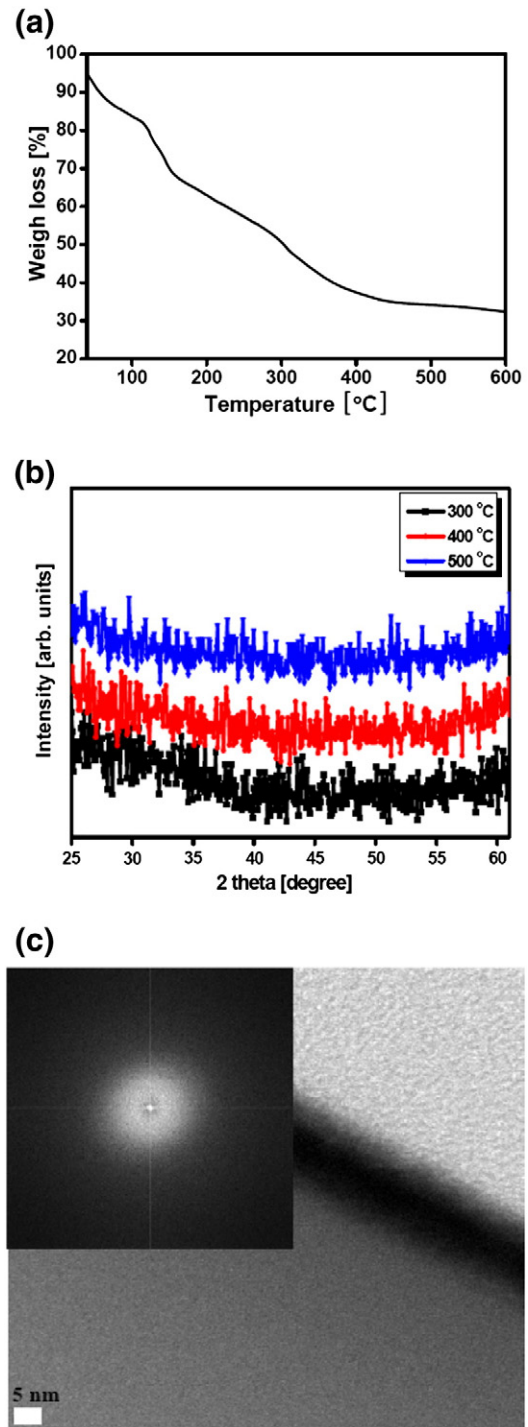 (a)
100
90
80
70
60
50
40
30
20
Weigh loss [%]
100 200 300 400 500 600
Temperature [°C]
(b)
300 °C
400 °C
500 °C
Intensity [arb. units]
25 30 35 40 45 50 55 60
2 theta [degree]
(c)
5 nm